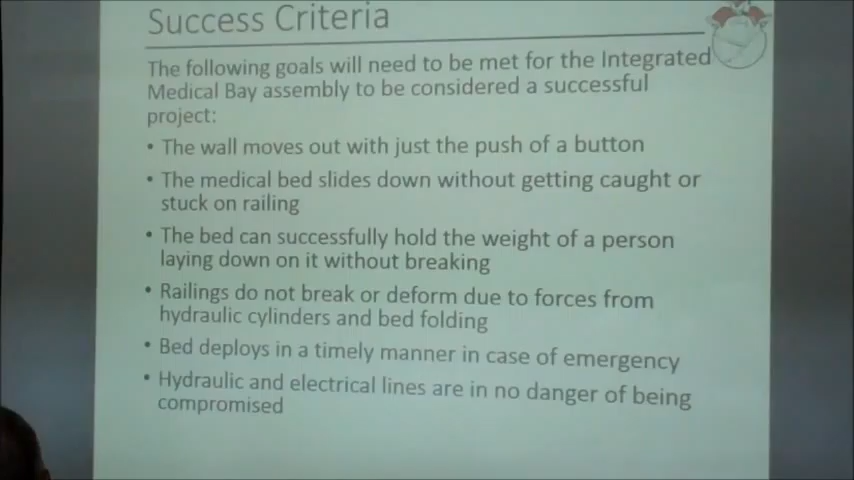 Success Criteria
The following goals will need to be met for the Integrated
Medical Bay assembly to be considered a successful
project:
• The wall moves out with just the push of a button
• The medical bed slides down without getting caught or
stuck on railing
• The bed can successfully hold the weight of a person
laying down on it without breaking
• Railings do not break or deform due to forces from
hydraulic cylinders and bed folding
• Bed deploys in a timely manner in case of emergency
• Hydraulic and electrical lines are in no danger of being
compromised